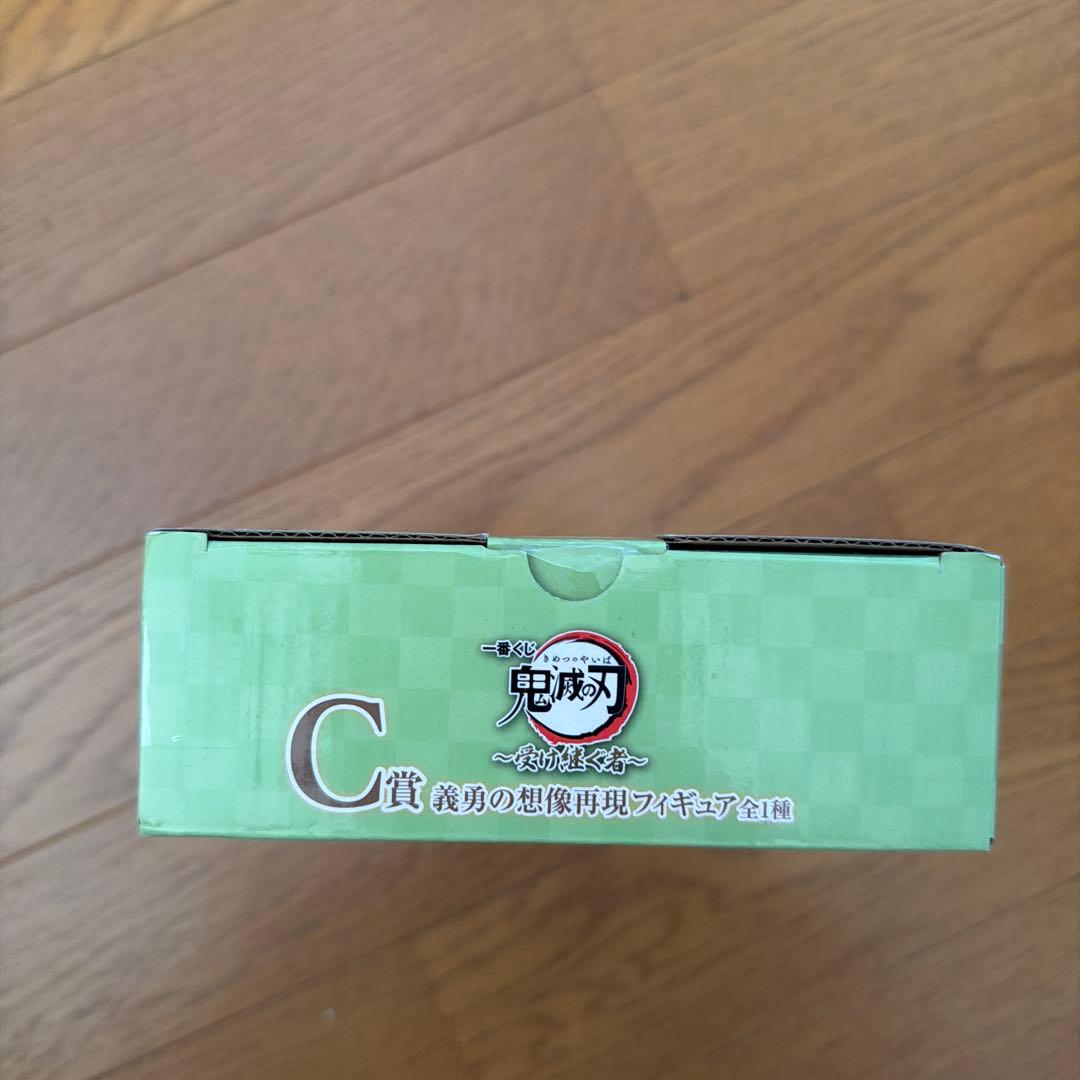 一番くじ
きめつのやいば
鬼滅の刃
～受け継ぐ者～
C賞 義勇の想像再現フィギュア 全1種